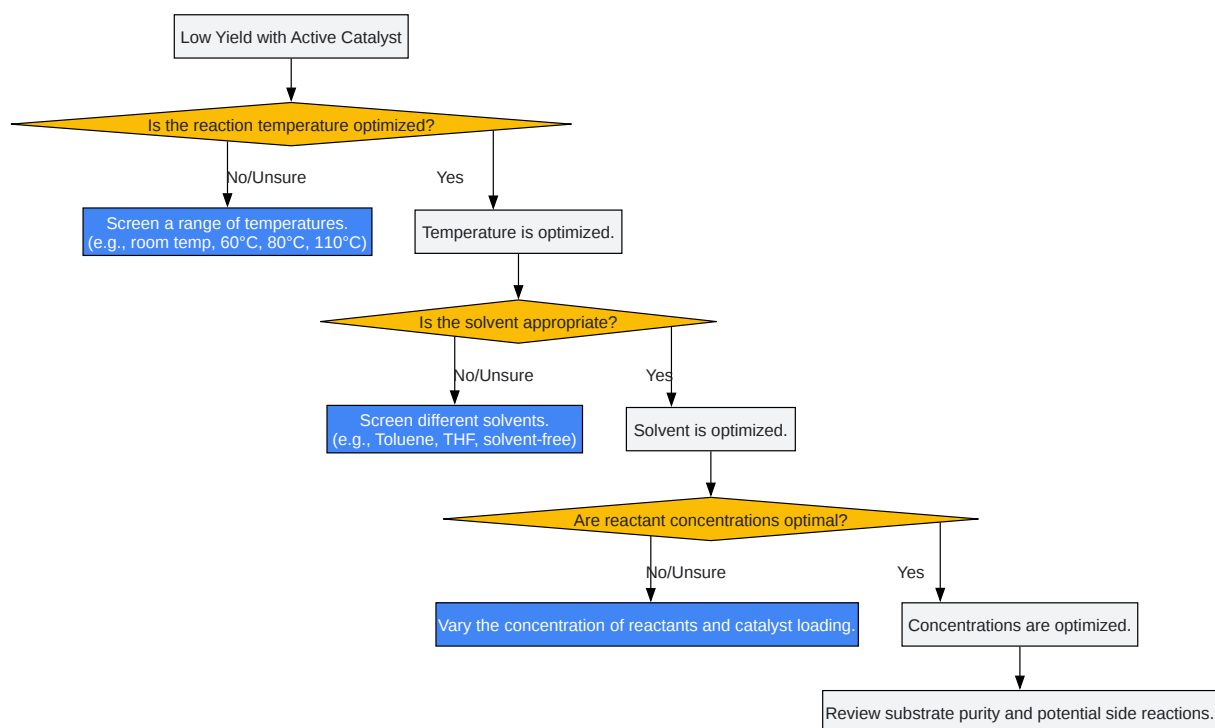 Low Yield with Active Catalyst
Is the reaction temperature optimized?
No/Unsure
Yes
Screen a range of temperatures.
(e.g., room temp, 60°C, 80°C, 110°C)
Temperature is optimized.
Is the solvent appropriate?
No/Unsure
Yes
Screen different solvents.
(e.g., Toluene, THF, solvent-free)
Solvent is optimized.
Are reactant concentrations optimal?
No/Unsure
Yes
Vary the concentration of reactants and catalyst loading.
Concentrations are optimized.
Review substrate purity and potential side reactions.